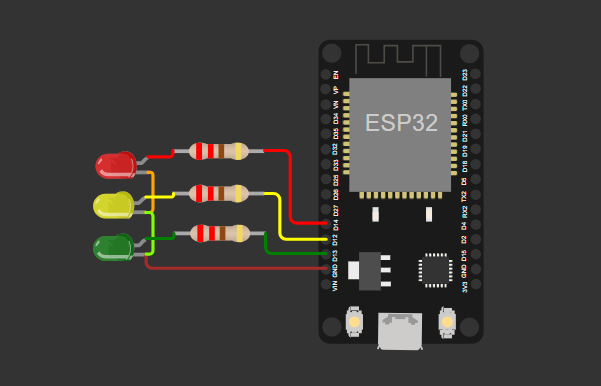 ESP32
EN
VP
VN
D34
D35
D32
D33
D25
D26
D27
D14
D12
D13
GND
VIN
D23
D22
TX0
RX0
D21
D19
D18
D5
TX2
RX2
D4
D2
D15
GND
3V3